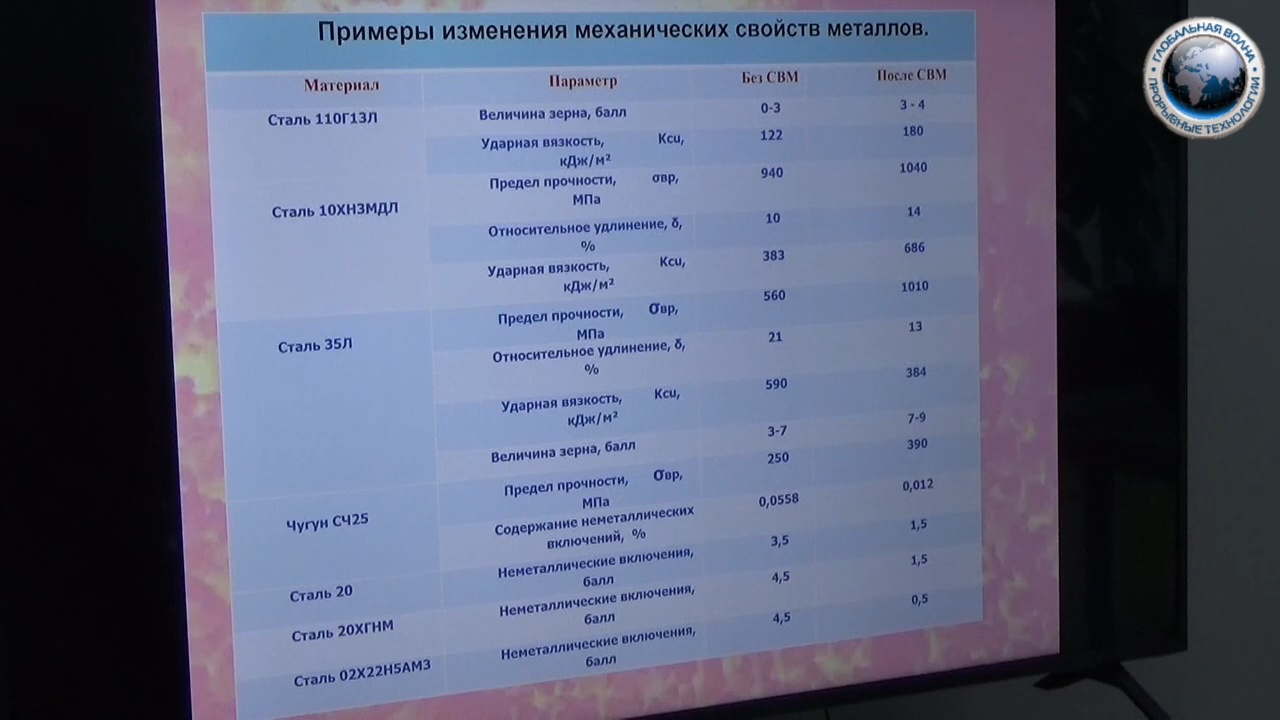 Примеры изменения механических свойств металлов.
ГЛОБАЛЬНАЯ ВОЛНА
ПРОРЫВНЫЕ ТЕХНОЛОГИИ
Материал Параметр Без СВМ После СВМ
Сталь 110Г13Л Величина зерна, балл 0-3 3 - 4
Ударная вязкость, Kcu, 122 180
кДж/м²
Сталь 10ХН3МДЛ Предел прочности, σвр, 940 1040
МПа
Относительное удлинение, δ, 10 14
%
Ударная вязкость, Kcu, 383 686
кДж/м²
Сталь 35Л Предел прочности, σвр, 560 1010
МПа
Относительное удлинение, δ, 21 13
%
Ударная вязкость, Kcu, 590 384
кДж/м²
Величина зерна, балл 3-7 7-9
Чугун СЧ25 Предел прочности, σвр, 250 390
МПа
Содержание неметаллических 0,0558 0,012
включений, %
Сталь 20 Неметаллические включения, 3,5 1,5
балл
Сталь 20ХГНМ Неметаллические включения, 4,5 1,5
балл
Сталь 02Х22Н5АМ3 Неметаллические включения, 4,5 0,5
балл